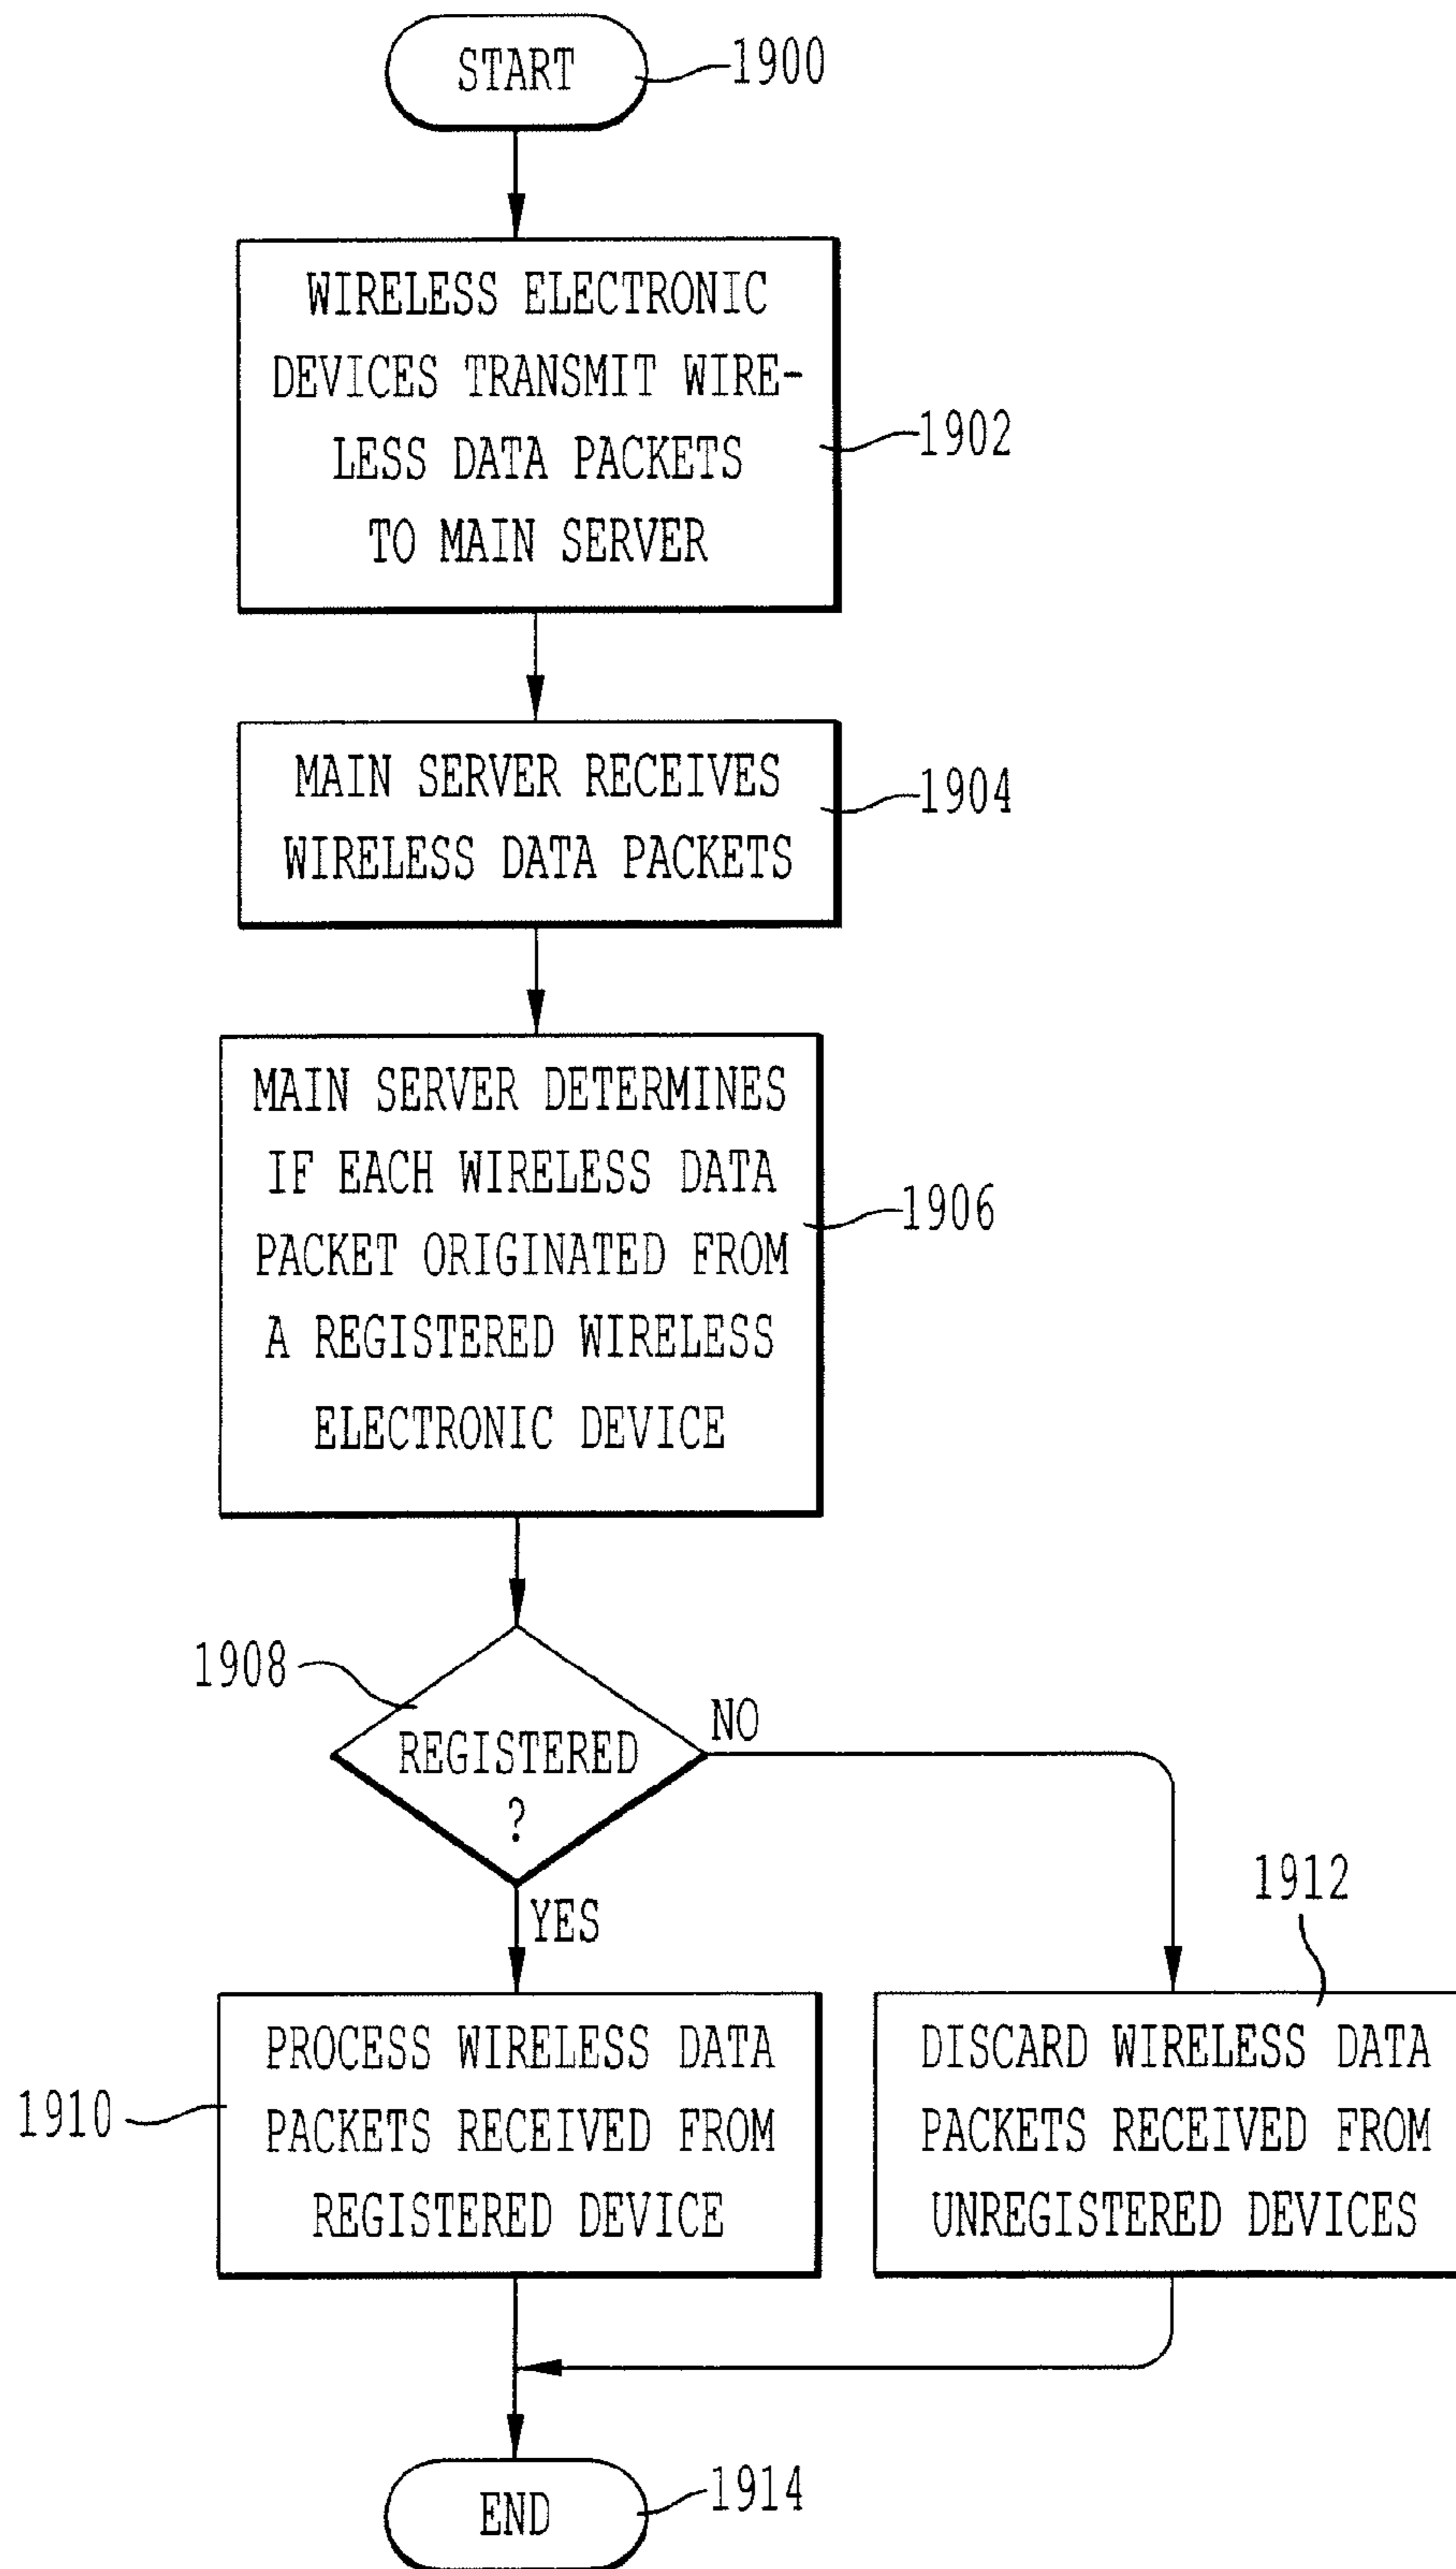 START
1900
WIRELESS ELECTRONIC
DEVICES TRANSMIT WIRE-
LESS DATA PACKETS
TO MAIN SERVER
1902
MAIN SERVER RECEIVES
WIRELESS DATA PACKETS
1904
MAIN SERVER DETERMINES
IF EACH WIRELESS DATA
PACKET ORIGINATED FROM
A REGISTERED WIRELESS
ELECTRONIC DEVICE
1906
1908
REGISTERED
?
NO
YES
1912
1910
PROCESS WIRELESS DATA
PACKETS RECEIVED FROM
REGISTERED DEVICE
DISCARD WIRELESS DATA
PACKETS RECEIVED FROM
UNREGISTERED DEVICES
END
1914